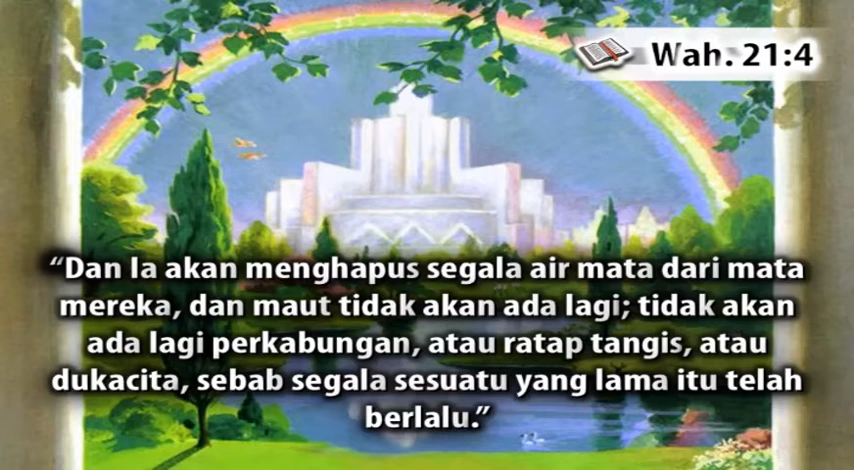 Wah. 21:4
“Dan Ia akan menghapus segala air mata dari mata
mereka, dan maut tidak akan ada lagi; tidak akan
ada lagi perkabungan, atau ratap tangis, atau
dukacita, sebab segala sesuatu yang lama itu telah
berlalu.”